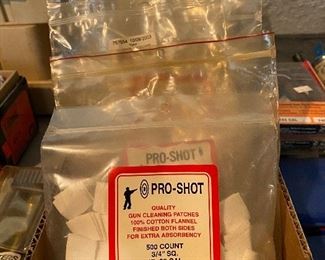 PRO-SHOT
PRO-SHOT
QUALITY
GUN CLEANING PATCHES
100% COTTON FLANNEL
FINISHED BOTH SIDES
FOR EXTRA ABSORBENCY
500 COUNT
3/4" SQ.